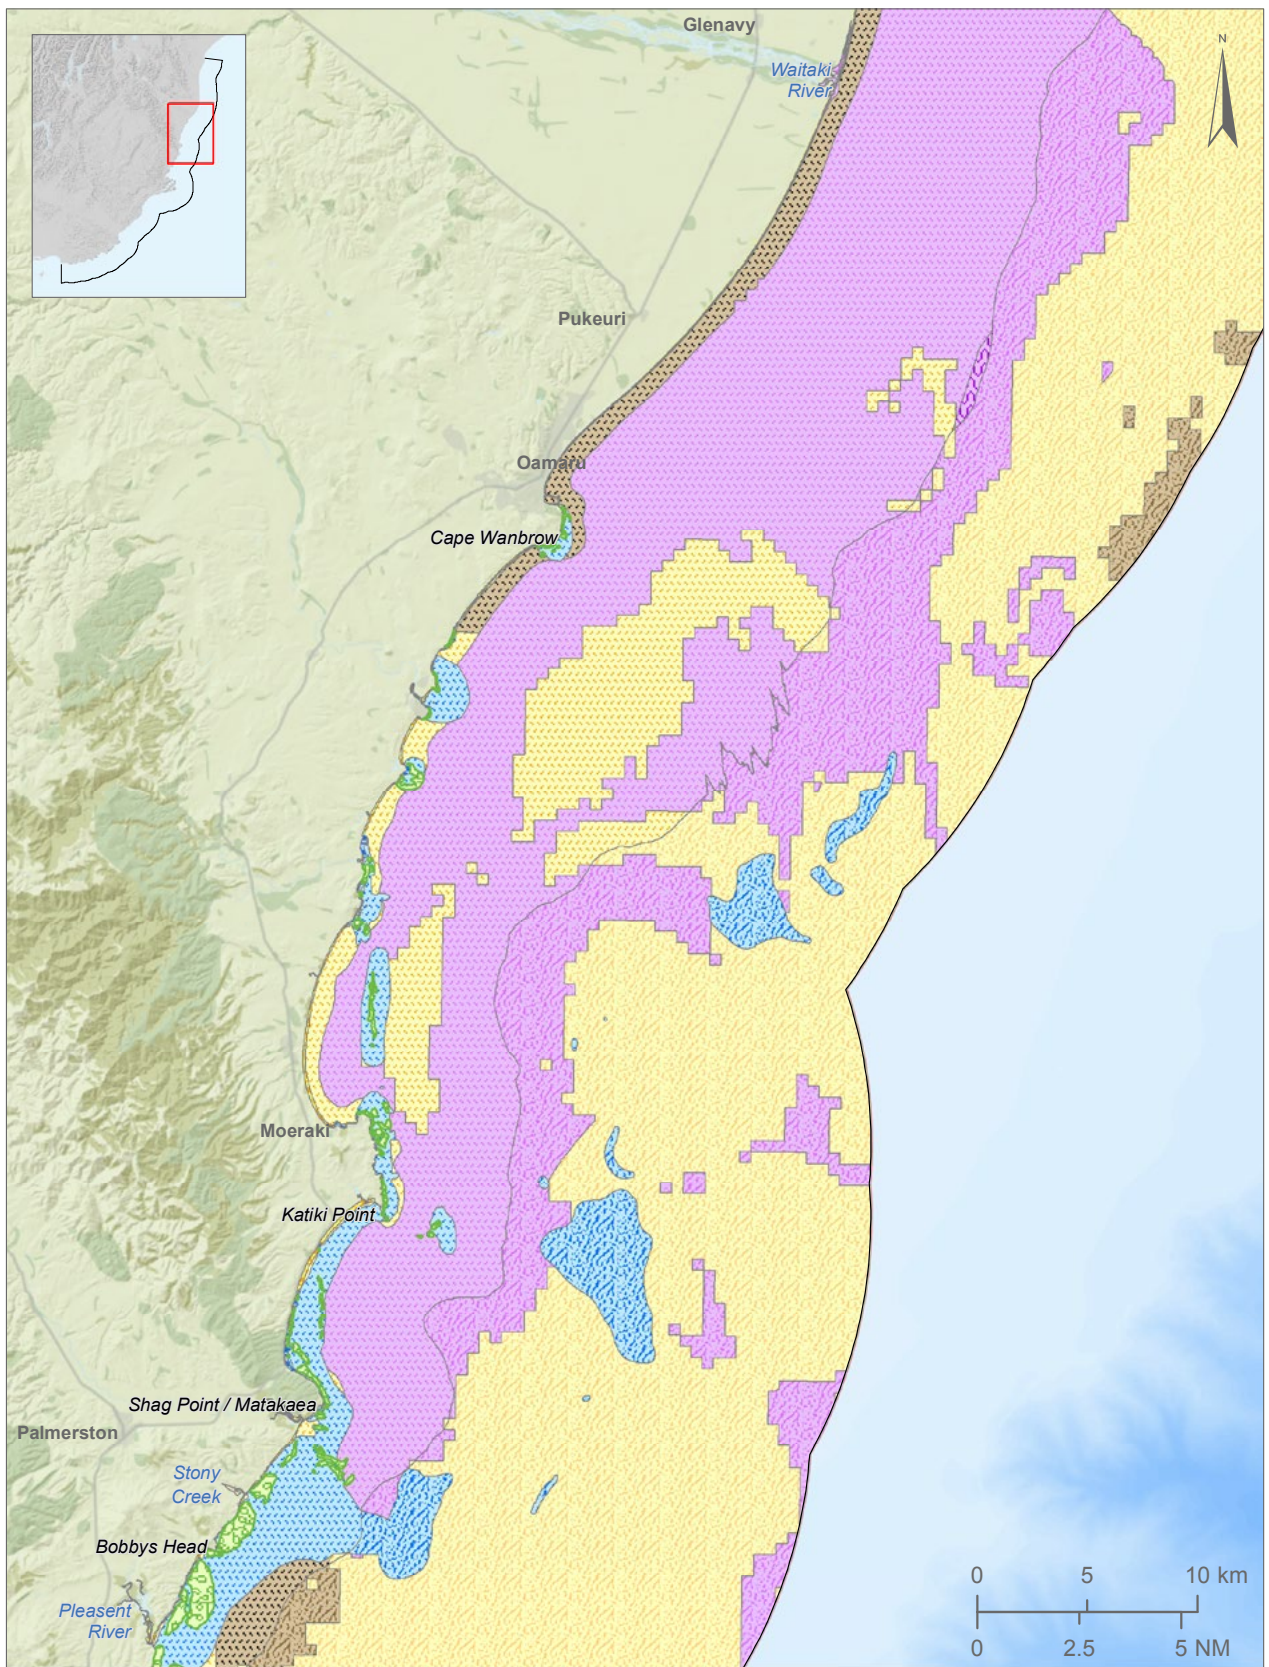 Glenavy
N
Waitaki
River
Pukeuri
Oamaru
Cape Wanbrow
Moeraki
Katiki Point
Shag Point / Matakaea
Palmerston
Stony
Creek
Bobbys Head
Pleasent
River
0 5 10 km
0 2.5 5 NM